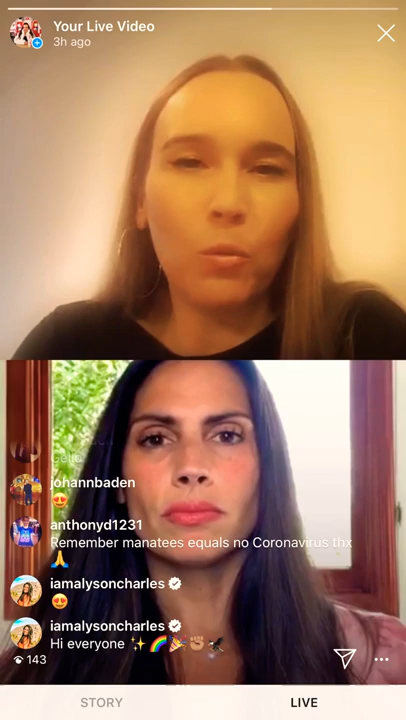 Your Live Video
3h ago
johannbaden
😍
anthonyd1231
Remember manatees equals no Coronavirus thx
🙏
iamalysoncharles
😍
iamalysoncharles
Hi everyone ✨🌈🎉✊🏽🦅
143
STORY
LIVE